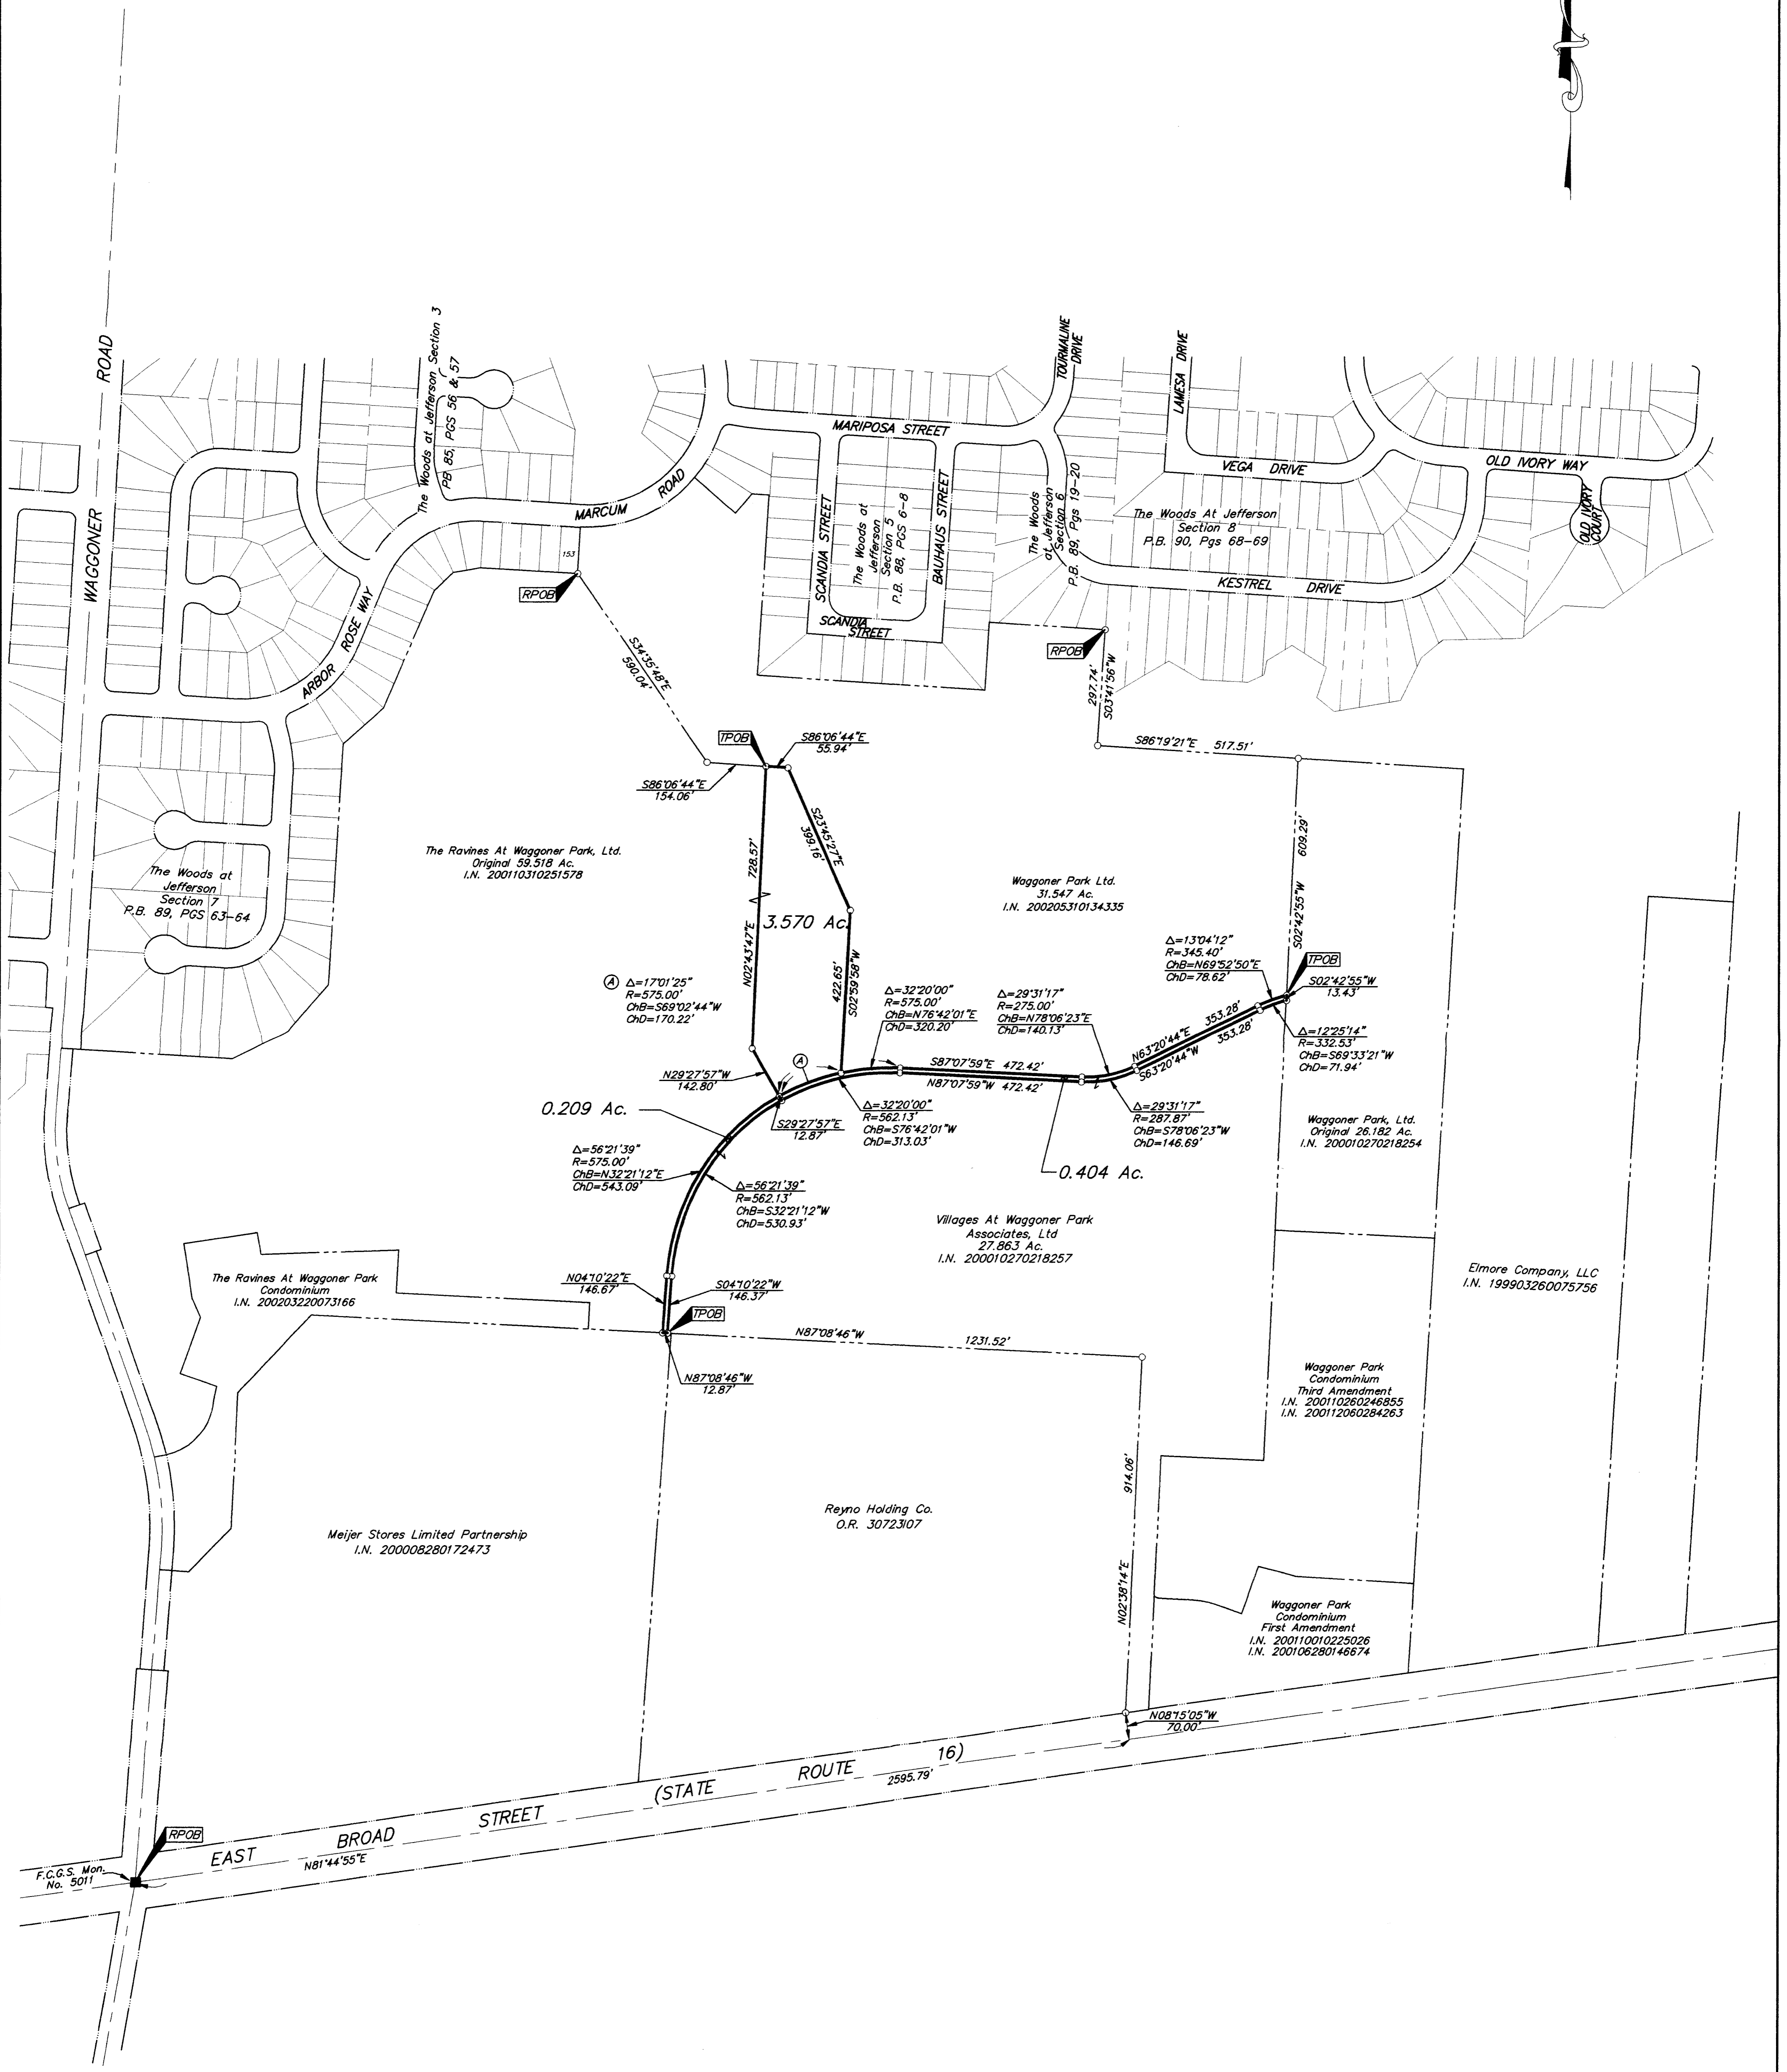 WAGGONER ROAD
The Woods at Jefferson Section 3
PB 85, PGS 56 & 57
TOURMALINE
DRIVE
LAMESA DRIVE
MARIPOSA STREET
VEGA DRIVE
OLD IVORY WAY
OLD IVORY
COURT
MARCUM ROAD
153
RPOB
ARBOR ROSE WAY
SCANDIA STREET
The Woods at
Jefferson
Section 5
P.B. 88, PGS 6-8
BAUHAUS STREET
SCANDIA
STREET
The Woods
at Jefferson
Section 6
P.B. 89, Pgs 19-20
The Woods At Jefferson
Section 8
P.B. 90, Pgs 68-69
KESTREL DRIVE
RPOB
S34°35'48"E
590.04'
297.74'
S03°41'56"W
S86°19'21"E 517.51'
TPOB
S86°06'44"E
55.94'
S86°06'44"E
154.06'
The Woods at
Jefferson
Section 7
P.B. 89, PGS 63-64
The Ravines At Waggoner Park, Ltd.
Original 59.518 Ac.
I.N. 200110310251578
728.57'
N02°43'47"E
S23°45'27"E
399.16'
3.570 Ac.
422.65'
S02°59'58"W
Waggoner Park Ltd.
31.547 Ac.
I.N. 200205310134335
609.29'
S02°42'55"W
A Δ=17°01'25"
R=575.00'
ChB=S69°02'44"W
ChD=170.22'
Δ=32°20'00"
R=575.00'
ChB=N76°42'01"E
ChD=320.20'
Δ=29°31'17"
R=275.00'
ChB=N78°06'23"E
ChD=140.13'
Δ=13°04'12"
R=345.40'
ChB=N69°52'50"E
ChD=78.62'
TPOB
S02°42'55"W
13.43'
Δ=12°25'14"
R=332.53'
ChB=S69°33'21"W
ChD=71.94'
N63°20'44"E 353.28'
S63°20'44"W 353.28'
A
N29°27'57"W
142.80'
S87°07'59"E 472.42'
N87°07'59"W 472.42'
0.209 Ac.
S29°27'57"E
12.87'
Δ=32°20'00"
R=562.13'
ChB=S76°42'01"W
ChD=313.03'
Δ=29°31'17"
R=287.87'
ChB=S78°06'23"W
ChD=146.69'
Waggoner Park, Ltd.
Original 26.182 Ac.
I.N. 200010270218254
Δ=56°21'39"
R=575.00'
ChB=N32°21'12"E
ChD=543.09'
0.404 Ac.
Δ=56°21'39"
R=562.13'
ChB=S32°21'12"W
ChD=530.93'
Villages At Waggoner Park
Associates, Ltd
27.863 Ac.
I.N. 200010270218257
Elmore Company, LLC
I.N. 199903260075756
The Ravines At Waggoner Park
Condominium
I.N. 200203220073166
N04°10'22"E
146.67'
S04°10'22"W
146.37'
TPOB
N87°08'46"W 1231.52'
N87°08'46"W
12.87'
Waggoner Park
Condominium
Third Amendment
I.N. 200110260246855
I.N. 200112060284263
914.06'
N02°38'14"E
Meijer Stores Limited Partnership
I.N. 200008280172473
Reyno Holding Co.
O.R. 30723I07
Waggoner Park
Condominium
First Amendment
I.N. 200110010225026
I.N. 200106280146674
N08°15'05"W
70.00'
EAST BROAD STREET (STATE ROUTE 16)
N81°44'55"E
2595.79'
RPOB
F.C.G.S. Mon.
No. 5011